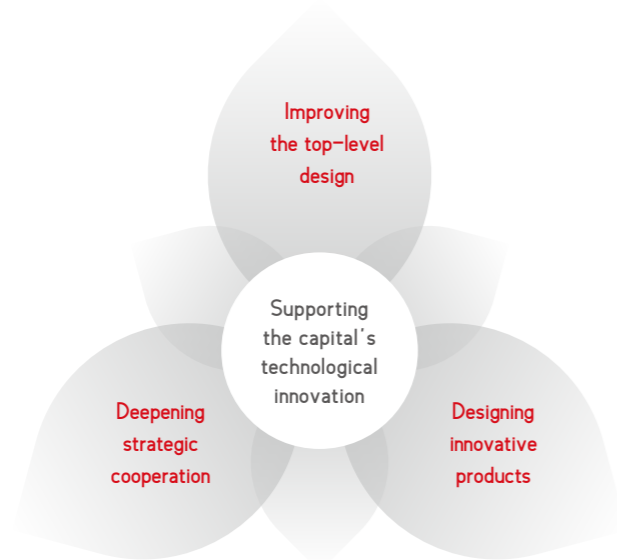 Improving
the top-level
design
Supporting
the capital's
technological
innovation
Deepening
strategic
cooperation
Designing
innovative
products